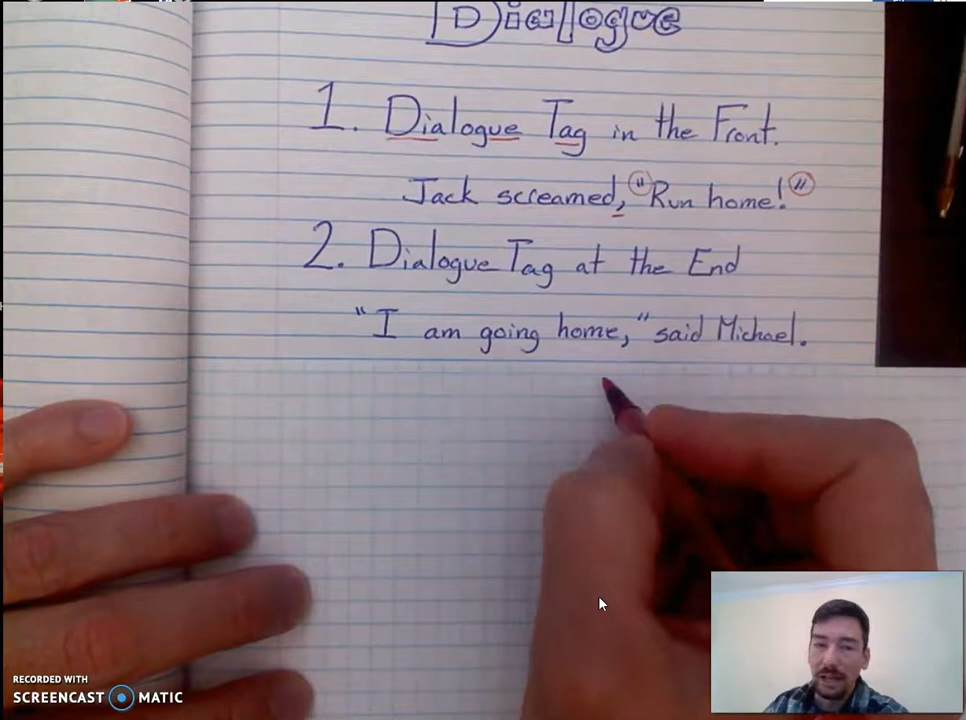 Dialogue
1. Dialogue Tag in the Front.
Jack screamed, "Run home!"
2. Dialogue Tag at the End
"I am going home," said Michael.
RECORDED WITH
SCREENCAST MATIC